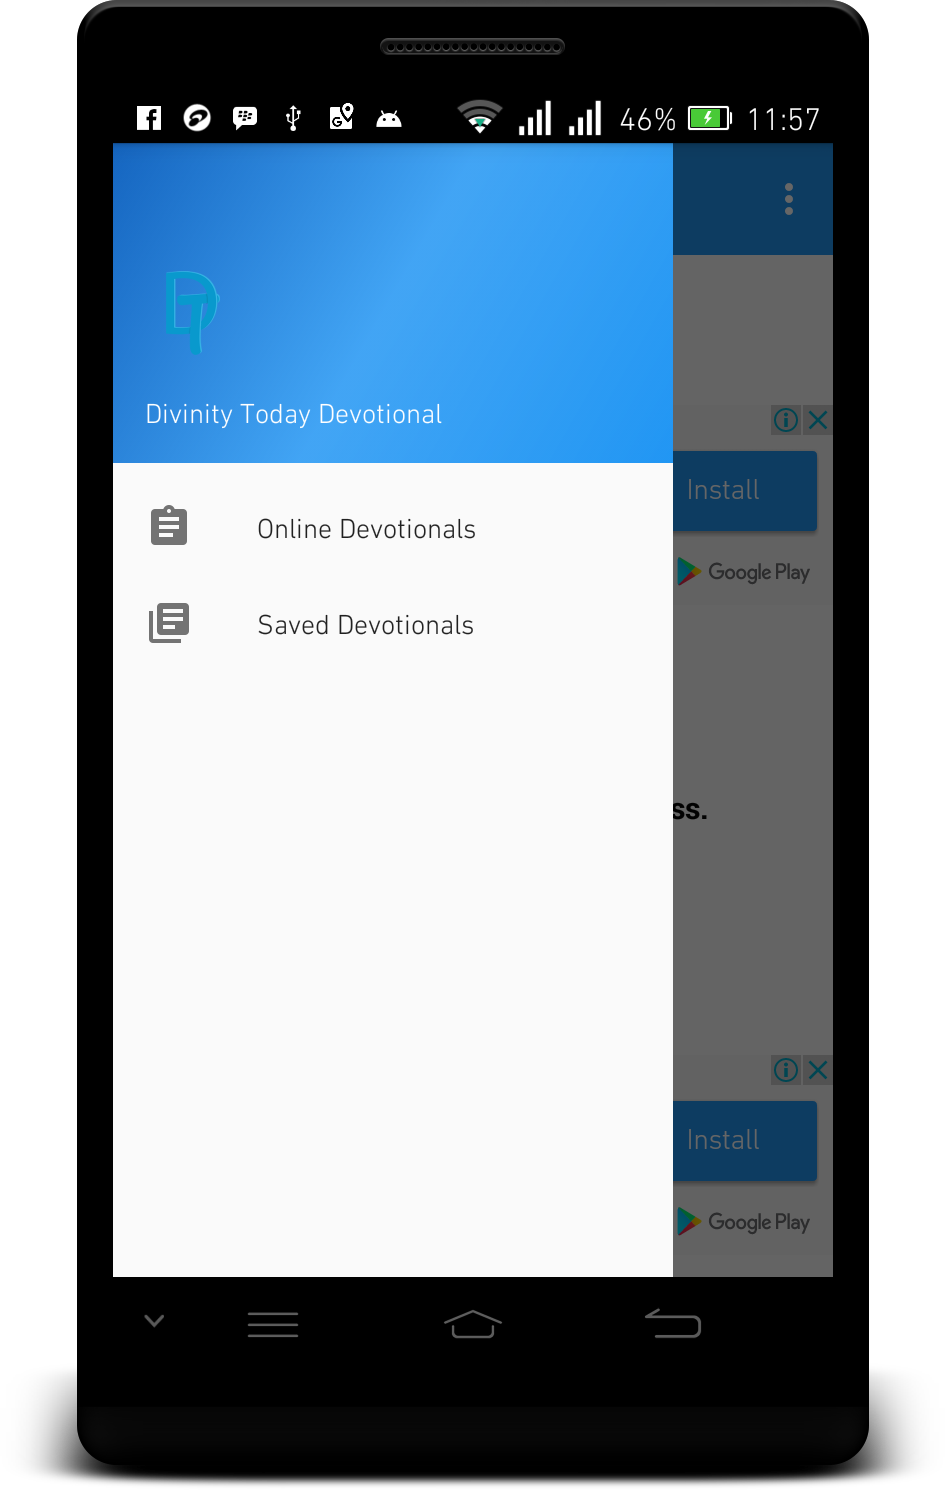 46% 11:57
DT
Divinity Today Devotional
Install
Google Play
Online Devotionals
Saved Devotionals
ss.
Install
Google Play